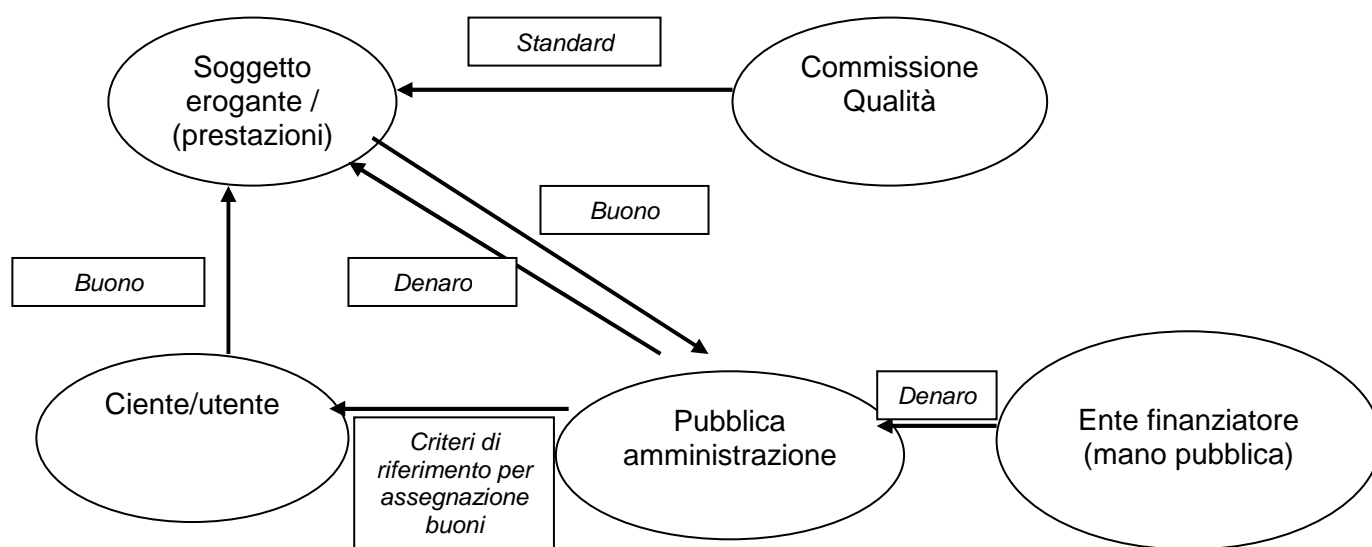 Standard
Soggetto
erogante /
(prestazioni)
Commissione
Qualità
Buono
Buono
Denaro
Ciente/utente
Denaro
Pubblica
amministrazione
Ente finanziatore
(mano pubblica)
Criteri di
riferimento per
assegnazione
buoni